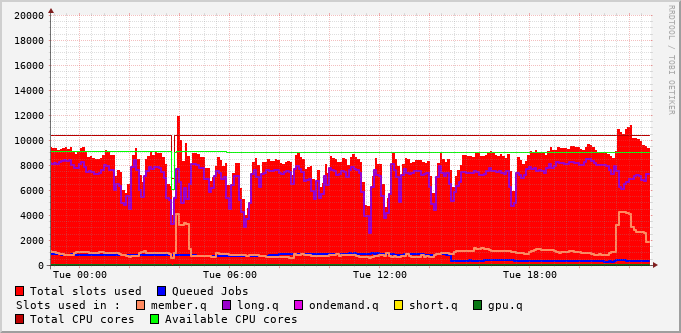 RRDTOOL / TOBI OETIKER
20000
18000
16000
14000
12000
10000
8000
6000
4000
2000
0
Tue 00:00 Tue 06:00 Tue 12:00 Tue 18:00
Total slots used Queued Jobs
Slots used in : member.q long.q ondemand.q short.q gpu.q
Total CPU cores Available CPU cores